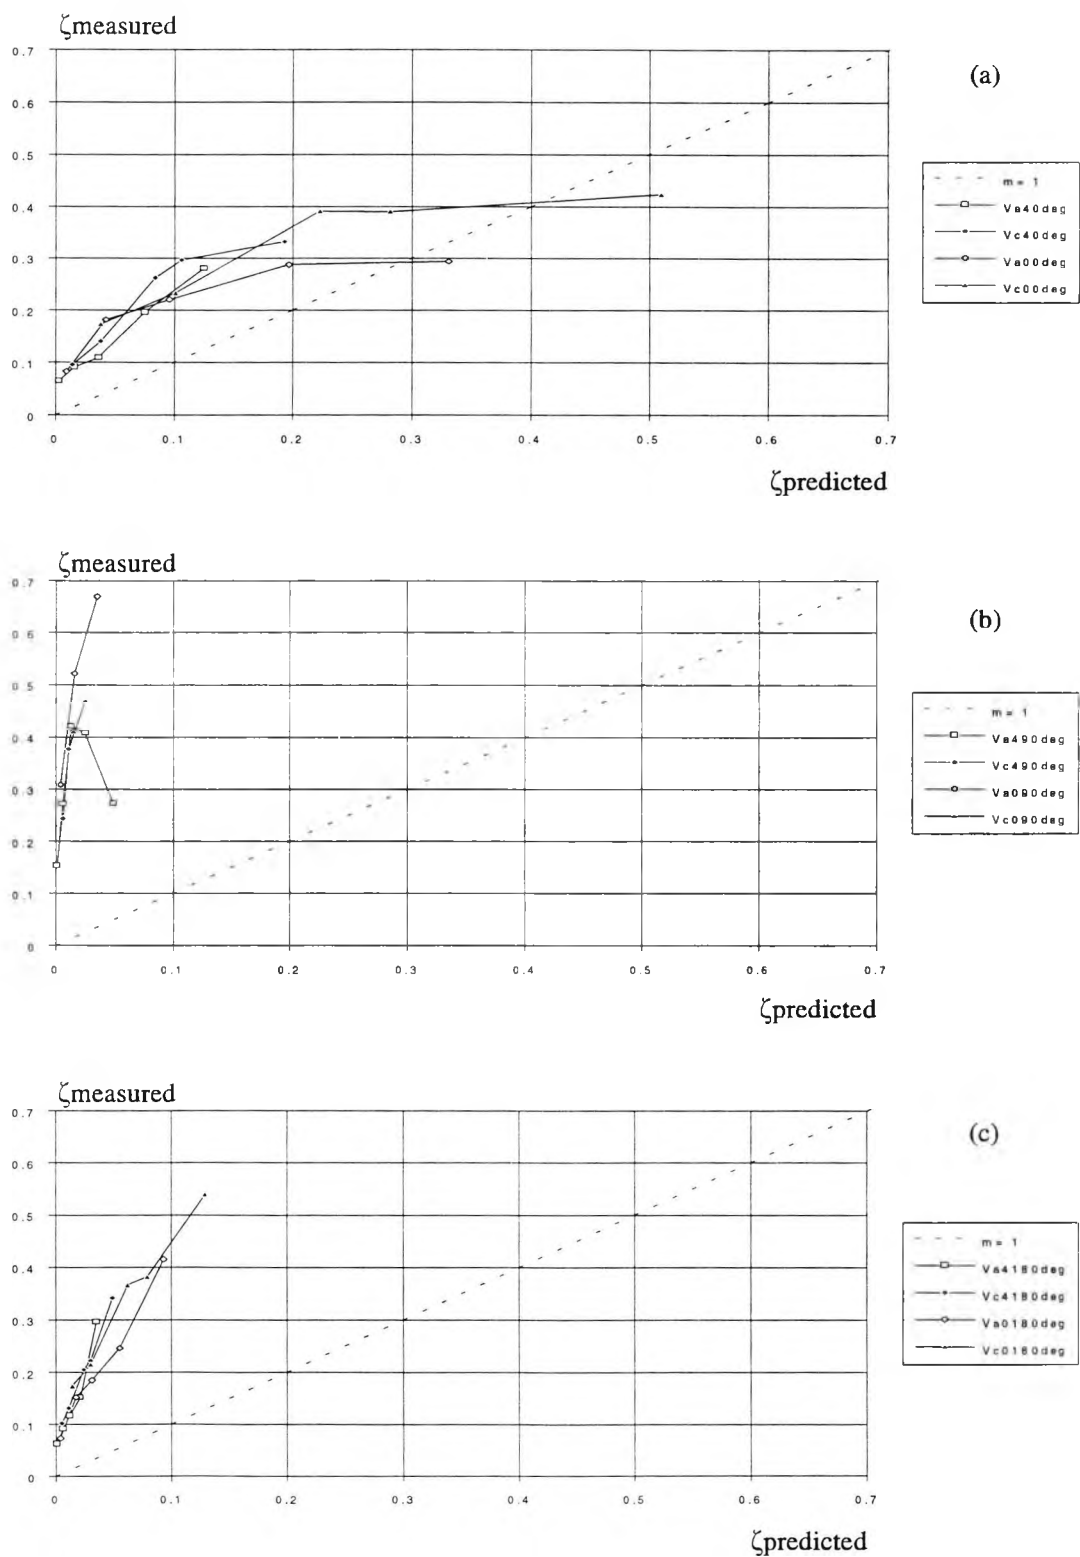 ζmeasured
0.7
0.6
0.5
0.4
0.3
0.2
0.1
0
0 0.1 0.2 0.3 0.4 0.5 0.6 0.7
ζpredicted
(a)
m = 1
Va40deg
Vc40deg
Va00deg
Vc00deg
ζmeasured
0.7
0.6
0.5
0.4
0.3
0.2
0.1
0
0 0.1 0.2 0.3 0.4 0.5 0.6 0.7
ζpredicted
(b)
m = 1
Va490deg
Vc490deg
Va090deg
Vc090deg
ζmeasured
0.7
0.6
0.5
0.4
0.3
0.2
0.1
0
0 0.1 0.2 0.3 0.4 0.5 0.6 0.7
ζpredicted
(c)
m = 1
Va4180deg
Vc4180deg
Va0180deg
Vc0180deg